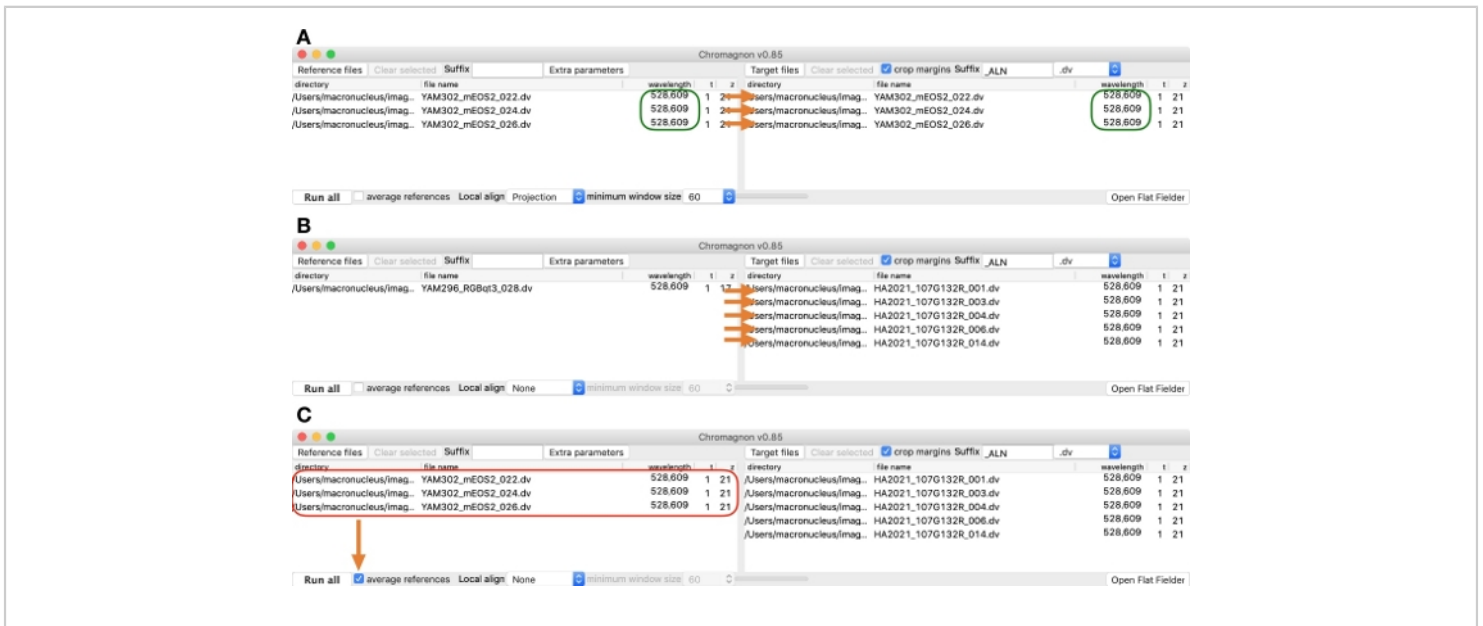 A
Chromagnon v0.85
Reference files Clear selected Suffix Extra parameters Target files Clear selected crop margins Suffix _ALN .dv
directory file name wavelength t z directory file name wavelength t z
/Users/macronucleus/imag... YAM302_mEOS2_022.dv 528,609 1 21 /Users/macronucleus/imag... YAM302_mEOS2_022.dv 528,609 1 21
/Users/macronucleus/imag... YAM302_mEOS2_024.dv 528,609 1 21 /Users/macronucleus/imag... YAM302_mEOS2_024.dv 528,609 1 21
/Users/macronucleus/imag... YAM302_mEOS2_026.dv 528,609 1 21 /Users/macronucleus/imag... YAM302_mEOS2_026.dv 528,609 1 21
Run all average references Local align Projection minimum window size 60 Open Flat Fielder
B
Chromagnon v0.85
Reference files Clear selected Suffix Extra parameters Target files Clear selected crop margins Suffix _ALN .dv
directory file name wavelength t z directory file name wavelength t z
/Users/macronucleus/imag... YAM296_RGBqt3_028.dv 528,609 1 17 /Users/macronucleus/imag... HA2021_107G132R_001.dv 528,609 1 21
/Users/macronucleus/imag... HA2021_107G132R_003.dv 528,609 1 21
/Users/macronucleus/imag... HA2021_107G132R_004.dv 528,609 1 21
/Users/macronucleus/imag... HA2021_107G132R_006.dv 528,609 1 21
/Users/macronucleus/imag... HA2021_107G132R_014.dv 528,609 1 21
Run all average references Local align None minimum window size 60 Open Flat Fielder
C
Chromagnon v0.85
Reference files Clear selected Suffix Extra parameters Target files Clear selected crop margins Suffix _ALN .dv
directory file name wavelength t z directory file name wavelength t z
/Users/macronucleus/imag... YAM302_mEOS2_022.dv 528,609 1 21 /Users/macronucleus/imag... HA2021_107G132R_001.dv 528,609 1 21
/Users/macronucleus/imag... YAM302_mEOS2_024.dv 528,609 1 21 /Users/macronucleus/imag... HA2021_107G132R_003.dv 528,609 1 21
/Users/macronucleus/imag... YAM302_mEOS2_026.dv 528,609 1 21 /Users/macronucleus/imag... HA2021_107G132R_004.dv 528,609 1 21
/Users/macronucleus/imag... HA2021_107G132R_006.dv 528,609 1 21
/Users/macronucleus/imag... HA2021_107G132R_014.dv 528,609 1 21
Run all average references Local align None minimum window size 60 Open Flat Fielder